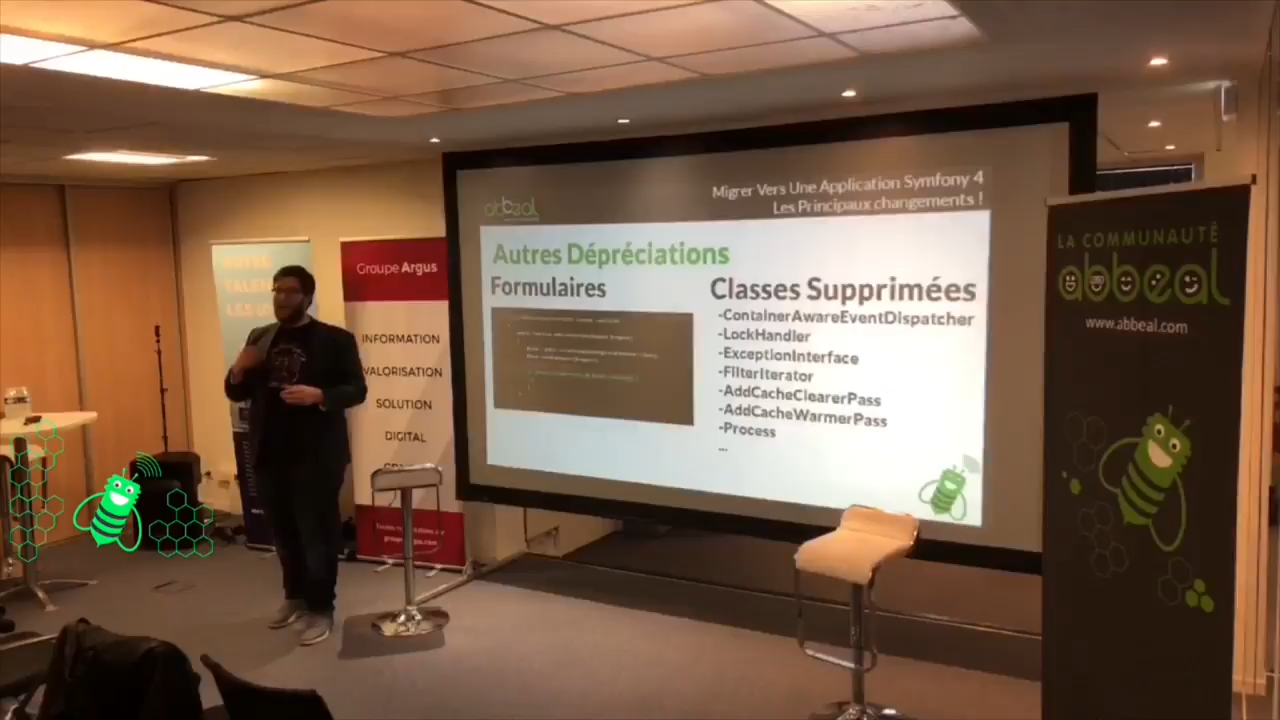 Migrer Vers Une Application Symfony 4
Les Principaux changements !
abbeal
Autres Dépréciations
Formulaires
Classes Supprimées
-ContainerAwareEventDispatcher
-LockHandler
-ExceptionInterface
-FilterIterator
-AddCacheClearerPass
-AddCacheWarmerPass
-Process
...
Groupe Argus
INFORMATION
VALORISATION
SOLUTION
DIGITAL
LA COMMUNAUTÉ
abbeal
www.abbeal.com